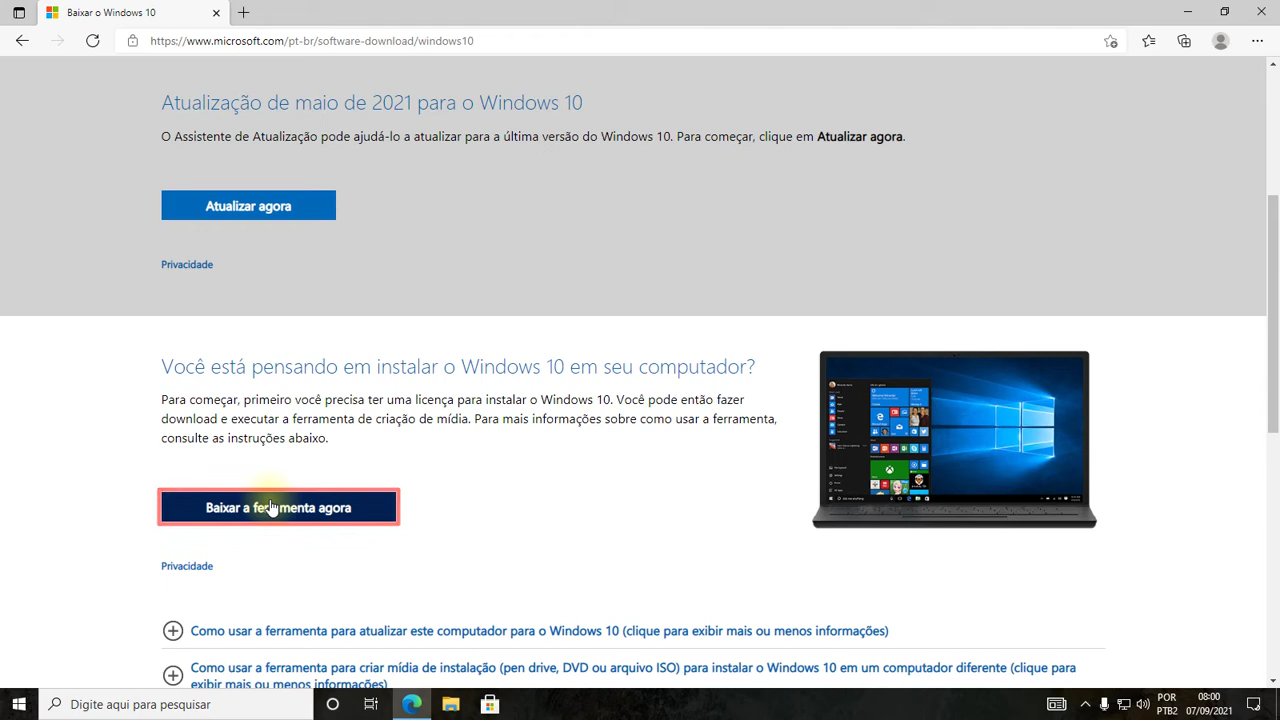 Baixar o Windows 10
https://www.microsoft.com/pt-br/software-download/windows10
Atualização de maio de 2021 para o Windows 10
O Assistente de Atualização pode ajudá-lo a atualizar para a última versão do Windows 10. Para começar, clique em Atualizar agora.
Atualizar agora
Privacidade
Você está pensando em instalar o Windows 10 em seu computador?
Para começar, primeiro você precisa ter uma licença para instalar o Windows 10. Você pode então fazer
download e executar a ferramenta de criação de mídia. Para mais informações sobre como usar a ferramenta,
consulte as instruções abaixo.
Baixar a ferramenta agora
Privacidade
Como usar a ferramenta para atualizar este computador para o Windows 10 (clique para exibir mais ou menos informações)
Como usar a ferramenta para criar mídia de instalação (pen drive, DVD ou arquivo ISO) para instalar o Windows 10 em um computador diferente (clique para
exibir mais ou menos informações)
Digite aqui para pesquisar
POR
PTB2
08:00
07/09/2021